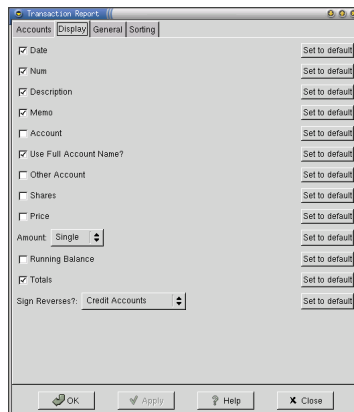 Transaction Report
Accounts Display General Sorting
Date Set to default
Num Set to default
Description Set to default
Memo Set to default
Account Set to default
Use Full Account Name? Set to default
Other Account Set to default
Shares Set to default
Price Set to default
Amount: Single Set to default
Running Balance Set to default
Totals Set to default
Sign Reverses?: Credit Accounts Set to default
OK Apply Help Close